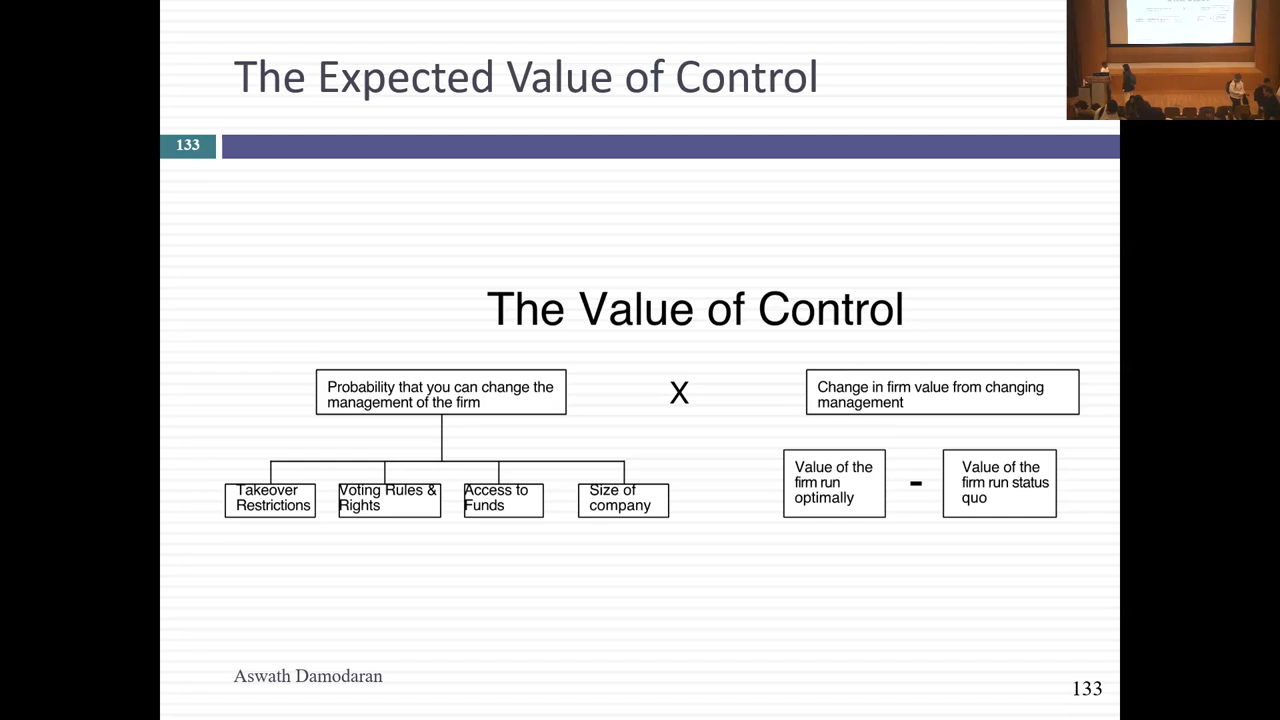 The Expected Value of Control
133
The Value of Control
Probability that you can change the
management of the firm
X
Change in firm value from changing
management
Takeover
Restrictions
Voting Rules &
Rights
Access to
Funds
Size of
company
Value of the
firm run
optimally
-
Value of the
firm run status
quo
Aswath Damodaran
133